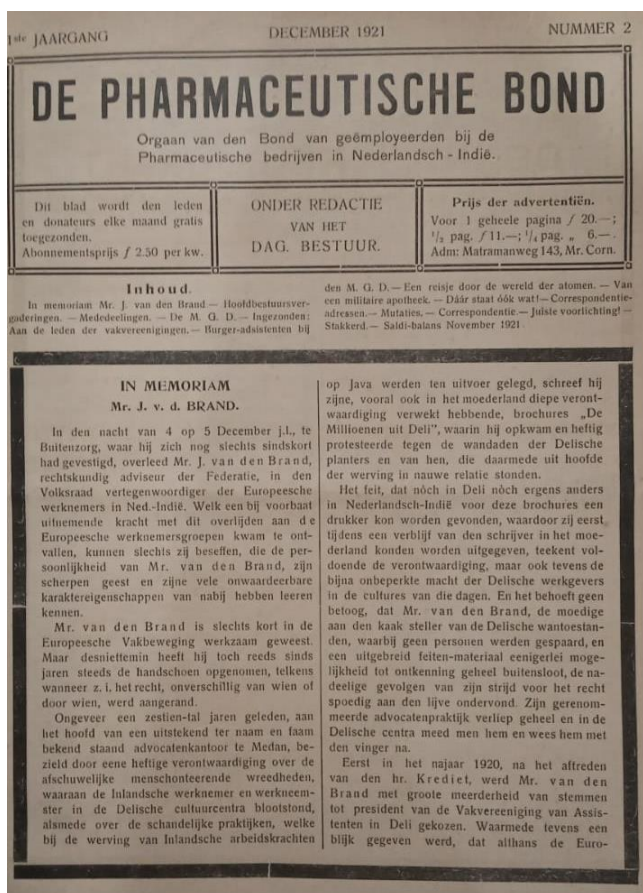 1ste JAARGANG
DECEMBER 1921
NUMMER 2
DE PHARMACEUTISCHE BOND
Orgaan van den Bond van geëmployeerden bij de
Pharmaceutische bedrijven in Nederlandsch-Indië.
Dit blad wordt den leden
en donateurs elke maand gratis
toegezonden.
Abonnementsprijs ƒ 2.50 per kw.
ONDER REDACTIE
VAN HET
DAG. BESTUUR.
Prijs der advertentiën.
Voor 1 geheele pagina ƒ 20.—;
1/2 pag. ƒ 11.—; 1/4 pag. „ 6.—
Adm: Matramanweg 143, Mr. Corn.
Inhoud.
In memoriam Mr. J. van den Brand — Hoofdbestuursver-
gaderingen. — Mededeelingen. — De M. G. D. — Ingezonden:
Aan de leden der vakvereenigingen. — Burger-adsistenten bij
den M. G. D. — Een reisje door de wereld der atomen. — Van
een militaire apotheek. — Dáár staat óók wat! — Correspondentie-
adressen. — Mutaties. — Correspondentie. — Juiste voorlichting! —
Stakkerd. — Saldi-balans November 1921
IN MEMORIAM
Mr. J. v. d. BRAND.
In den nacht van 4 op 5 December j.l., te
Buitenzorg, waar hij zich nog slechts sindskort
had gevestigd, overleed Mr. J. van den Brand,
rechtskundig adviseur der Federatie, in den
Volksraad vertegenwoordiger der Europeesche
werknemers in Ned.-Indië. Welk een bij voorbaat
uitnemende kracht met dit overlijden aan de
Europeesche werknemersgroepen kwam te ont-
vallen, kunnen slechts zij beseffen, die de per-
soonlijkheid van Mr. van den Brand, zijn
scherpen geest en zijne vele onwaardeerbare
karaktereigenschappen van nabij hebben leeren
kennen.
Mr. van den Brand is slechts kort in de
Europeesche Vakbeweging werkzaam geweest.
Maar desniettemin heeft hij toch reeds sinds
jaren steeds de handschoen opgenomen, telkens
wanneer z. i. het recht, onverschillig van wien of
door wien, werd aangerand.
Ongeveer een zestien-tal jaren geleden, aan
het hoofd van een uitstekend ter naam en faam
bekend staand advocatenkantoor te Medan, be-
zield door eene heftige verontwaardiging over de
afschuwelijke menschonteerende wreedheden,
waaraan de Inlandsche werknemer en werkneem-
ster in de Delische cultuurcentra blootstond,
alsmede over de schandelijke praktijken, welke
bij de werving van Inlandsche arbeidskrachten
op Java werden ten uitvoer gelegd, schreef hij
zijne, vooral ook in het moederland diepe veront-
waardiging verwekt hebbende, brochures „De
Millioenen uit Deli”, waarin hij opkwam en heftig
protesteerde tegen de wandaden der Delische
planters en van hen, die daarmede uit hoofde
der werving in nauwe relatie stonden.
Het feit, dat nòch in Deli nòch ergens anders
in Nederlandsch-Indië voor deze brochures een
drukker kon worden gevonden, waardoor zij eerst
tijdens een verblijf van den schrijver in het moe-
derland konden worden uitgegeven, teekent vol-
doende de verontwaardiging, maar ook tevens de
bijna onbeperkte macht der Delische werkgevers
in de cultures van die dagen. En het behoeft geen
betoog, dat Mr. van den Brand, de moedige
aan den kaak steller van de Delische wantoestan-
den, waarbij geen personen werden gespaard, en
een uitgebreid feiten-materiaal eenigerlei moge-
lijkheid tot ontkenning geheel buitensloot, de na-
deelige gevolgen van zijn strijd voor het recht
spoedig aan den lijve ondervond. Zijn gerenom-
meerde advocatenpraktijk verliep geheel en in de
Delische centra meed men hem en wees hem met
den vinger na.
Eerst in het najaar 1920, na het aftreden
van den hr. Krediet, werd Mr. van den
Brand met groote meerderheid van stemmen
tot president van de Vakvereeniging van Assis-
tenten in Deli gekozen. Waarmede tevens een
blijk gegeven werd, dat althans de Euro-